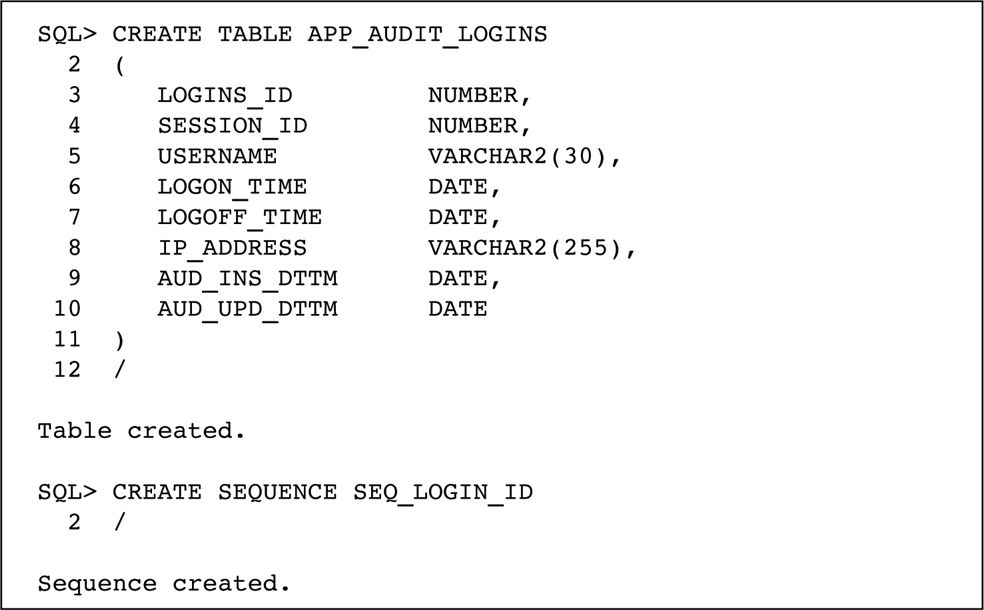 SQL> CREATE TABLE APP_AUDIT_LOGINS
  2  (
  3     LOGINS_ID         NUMBER,
  4     SESSION_ID        NUMBER,
  5     USERNAME          VARCHAR2(30),
  6     LOGON_TIME        DATE,
  7     LOGOFF_TIME       DATE,
  8     IP_ADDRESS        VARCHAR2(255),
  9     AUD_INS_DTTM      DATE,
 10     AUD_UPD_DTTM      DATE
 11  )
 12  /
Table created.
SQL> CREATE SEQUENCE SEQ_LOGIN_ID
  2  /
Sequence created.